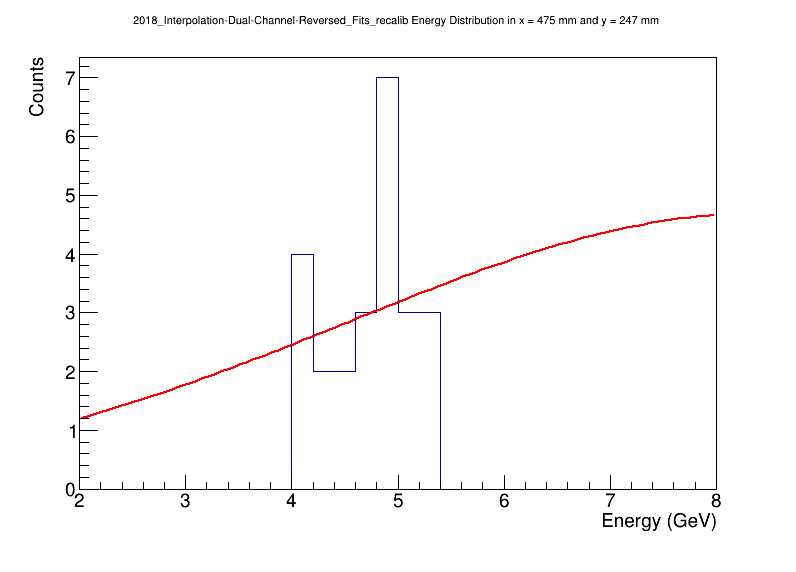 2018_Interpolation-Dual-Channel-Reversed_Fits_recalib Energy Distribution in x = 475 mm and y = 247 mm
Counts
7
6
5
4
3
2
1
0
2 3 4 5 6 7 8
Energy (GeV)